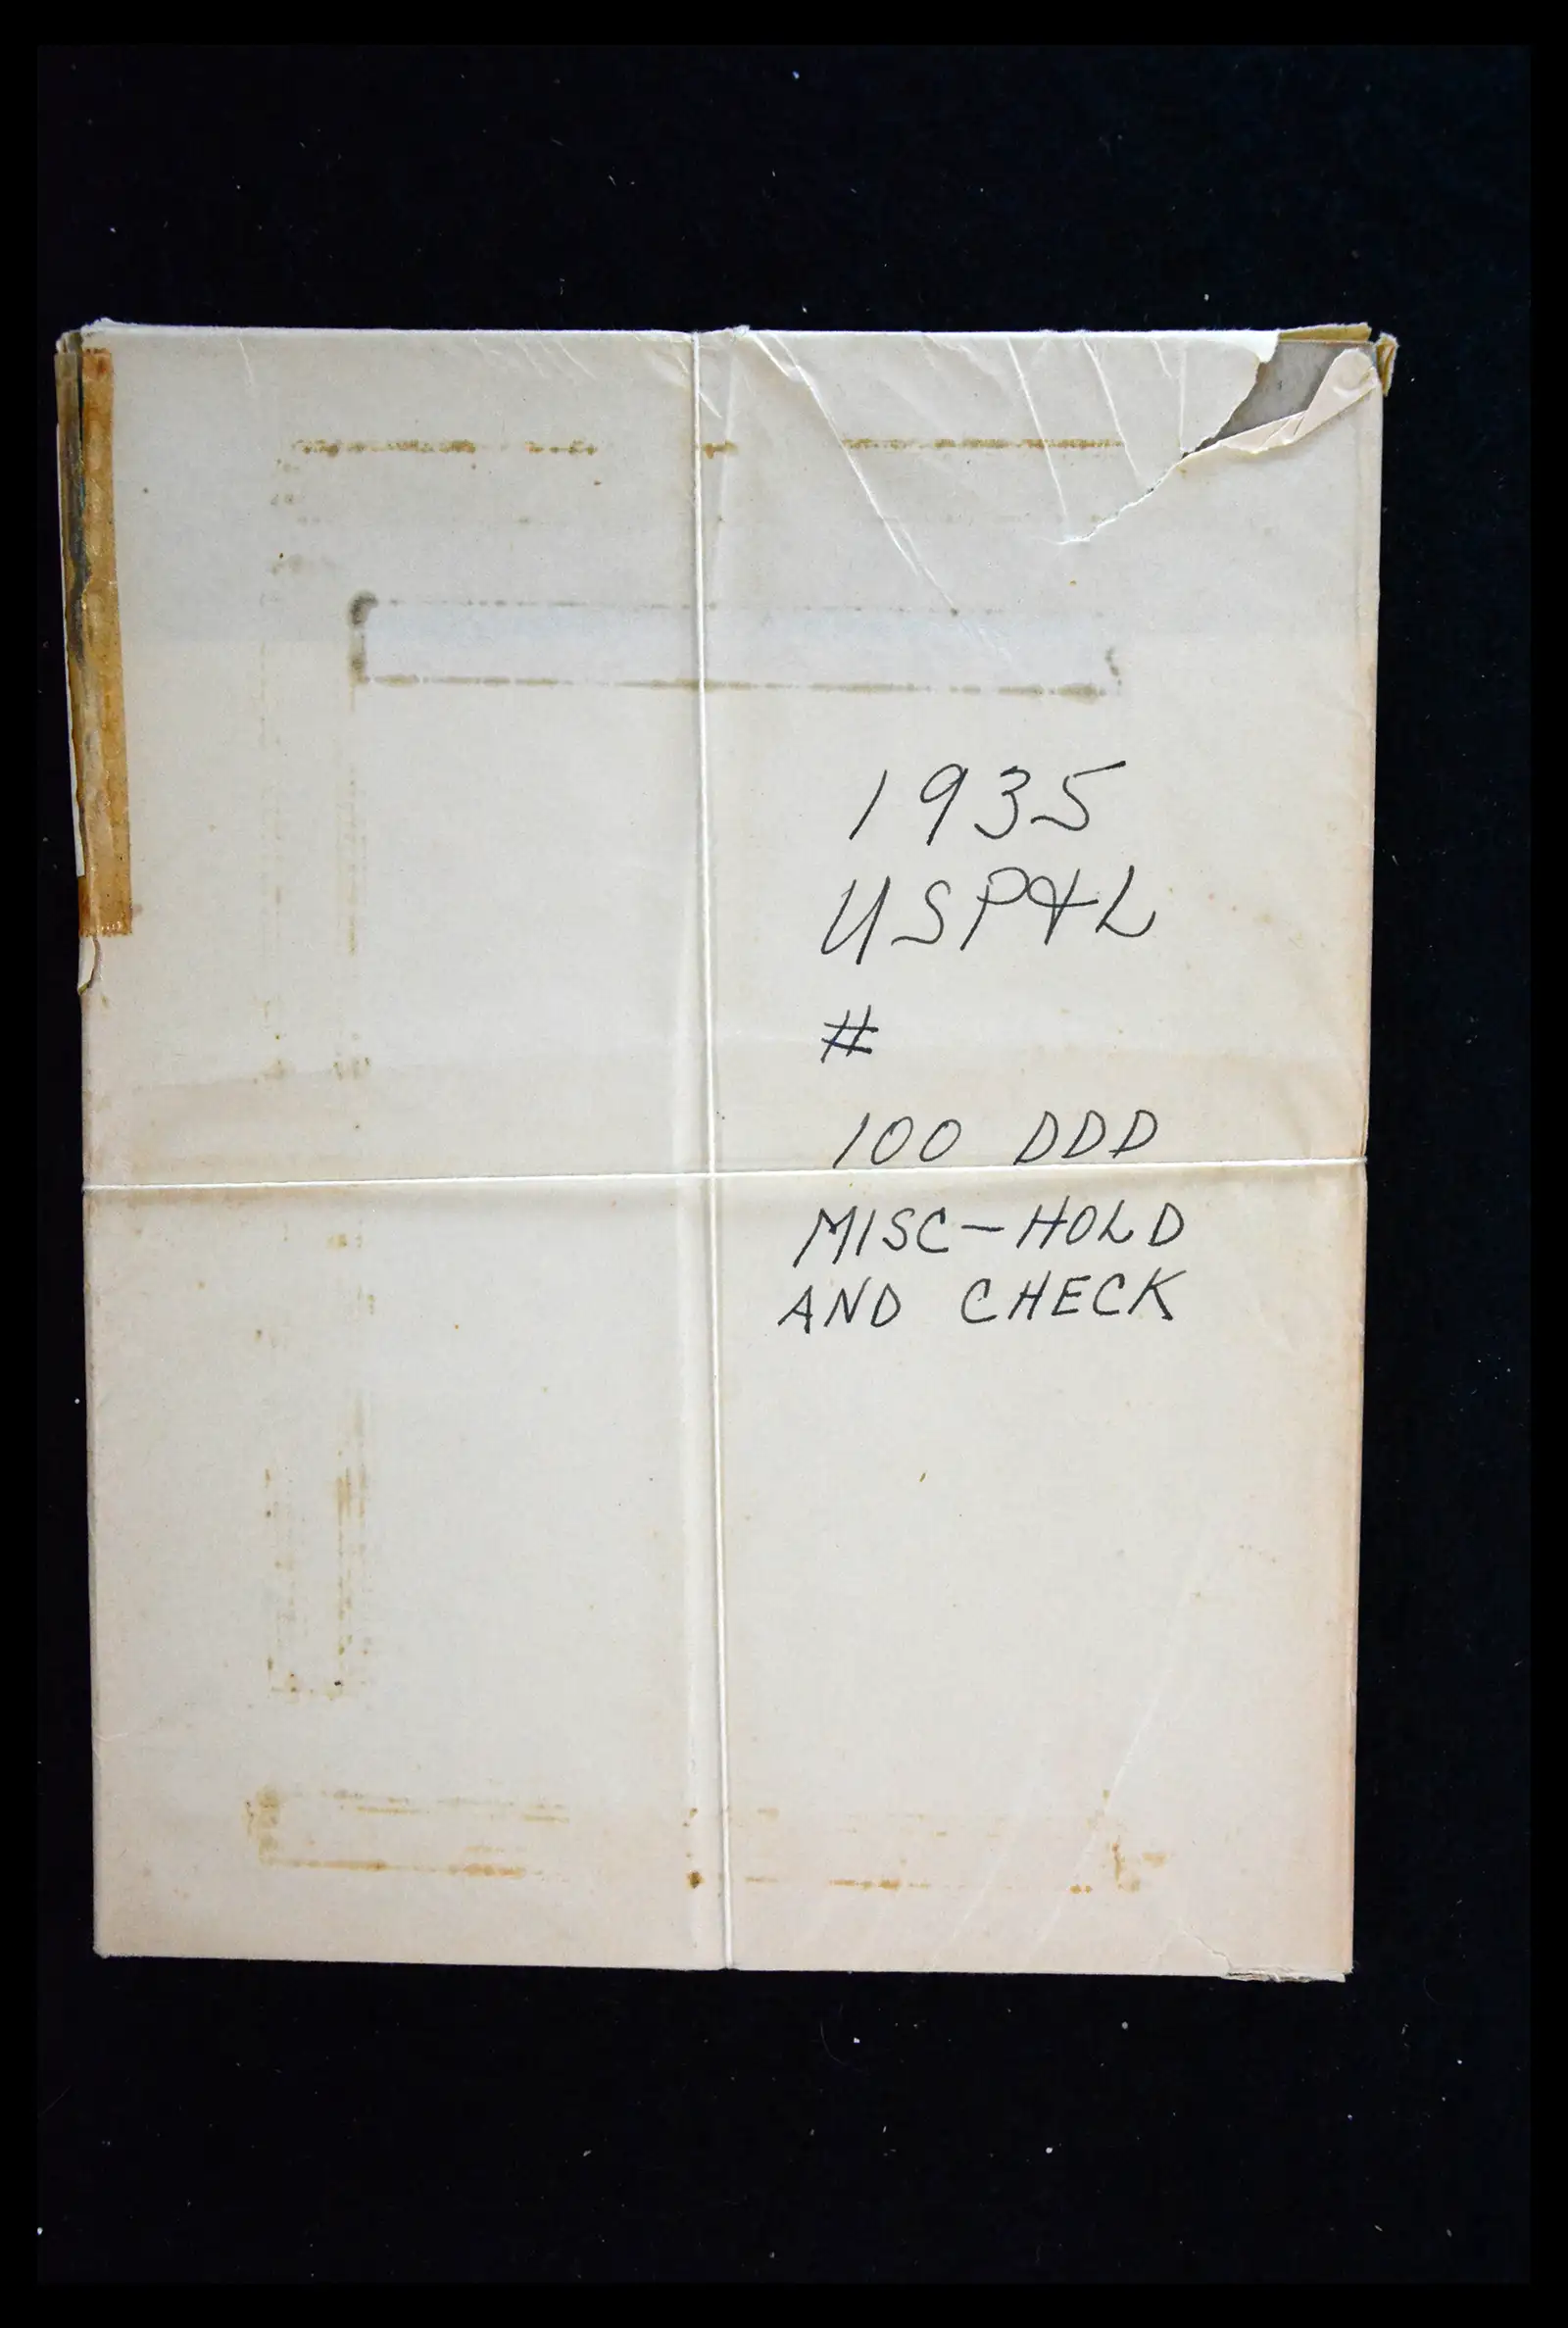 1935
USP&L
#
100 DDD
MISC-HOLD
AND CHECK